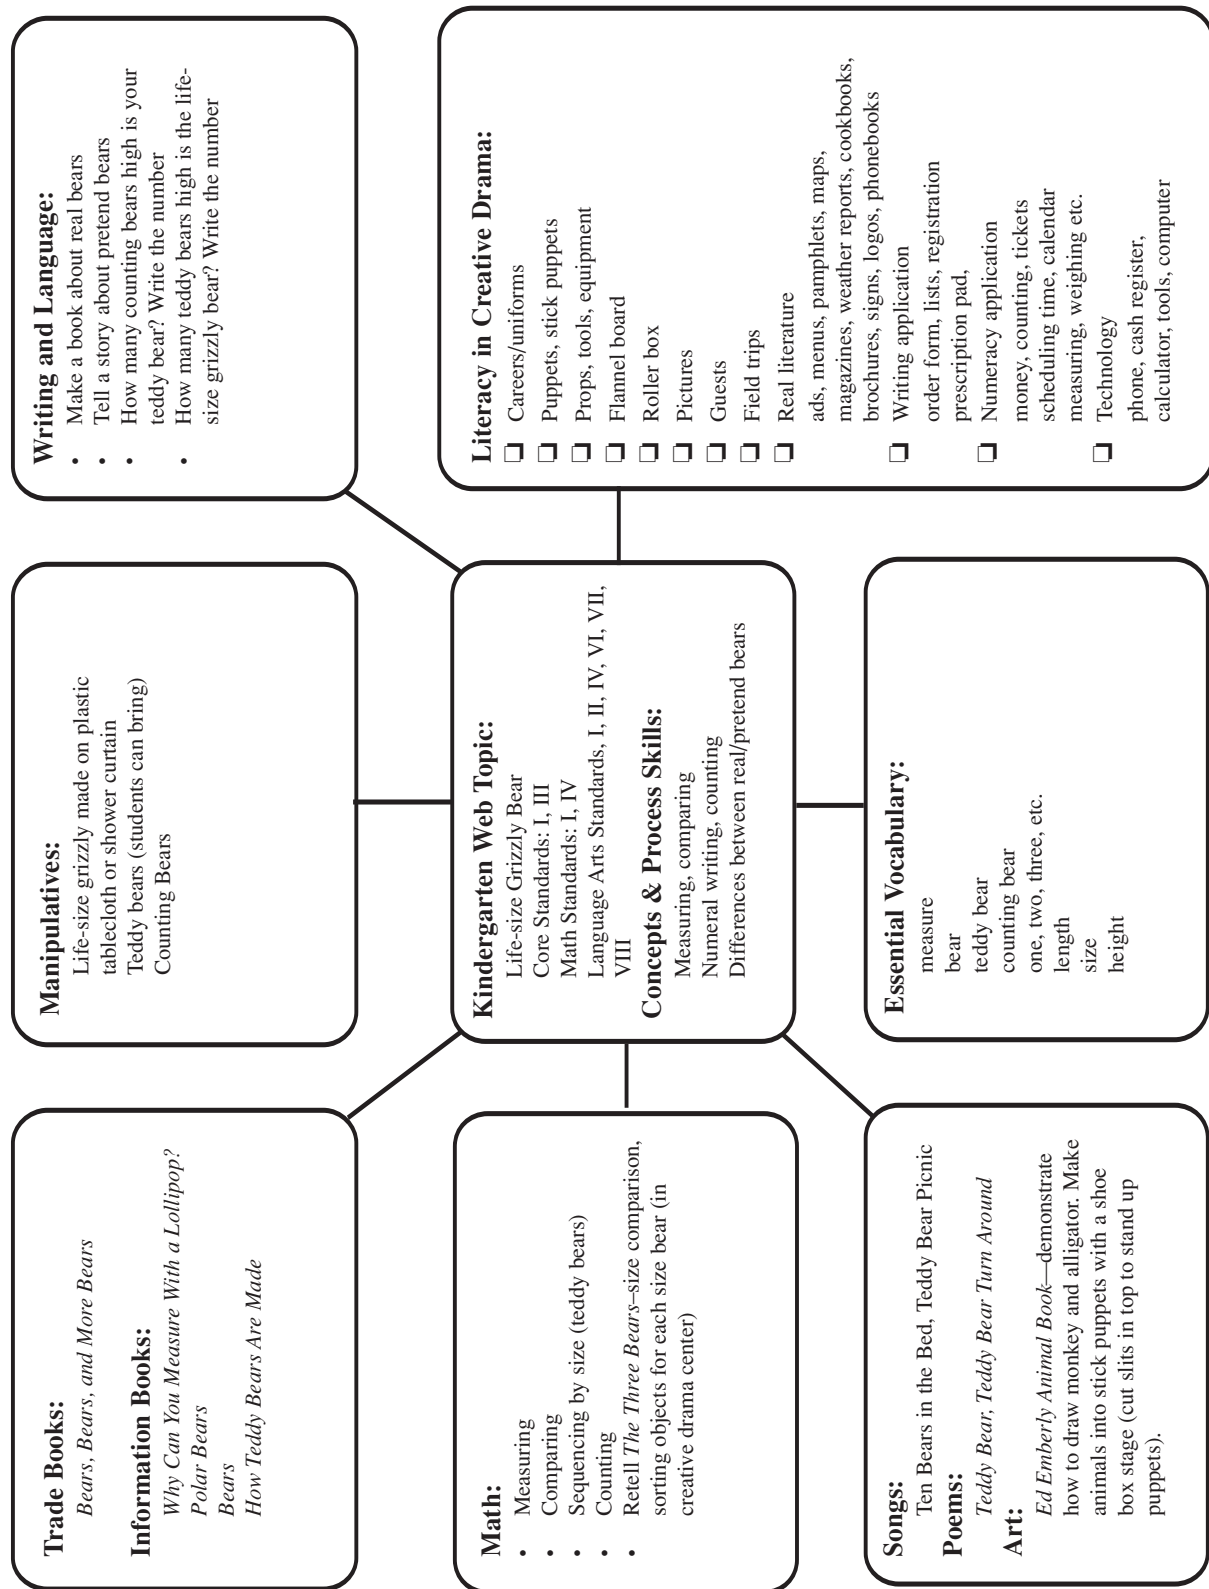 Trade Books:
Bears, Bears, and More Bears
Information Books:
Why Can You Measure With a Lollipop?
Polar Bears
Bears
How Teddy Bears Are Made
Manipulatives:
Life-size grizzly made on plastic
tablecloth or shower curtain
Teddy bears (students can bring)
Counting Bears
Writing and Language:
• Make a book about real bears
• Tell a story about pretend bears
• How many counting bears high is your
teddy bear? Write the number
• How many teddy bears high is the life-
size grizzly bear? Write the number
Math:
• Measuring
• Comparing
• Sequencing by size (teddy bears)
• Counting
• Retell The Three Bears–size comparison,
sorting objects for each size bear (in
creative drama center)
Kindergarten Web Topic:
Life-size Grizzly Bear
Core Standards: I, III
Math Standards: I, IV
Language Arts Standards, I, II, IV, VI, VII,
VIII
Concepts & Process Skills:
Measuring, comparing
Numeral writing, counting
Differences between real/pretend bears
Literacy in Creative Drama:
❏ Careers/uniforms
❏ Puppets, stick puppets
❏ Props, tools, equipment
❏ Flannel board
❏ Roller box
❏ Pictures
❏ Guests
❏ Field trips
❏ Real literature
ads, menus, pamphlets, maps,
magazines, weather reports, cookbooks,
brochures, signs, logos, phonebooks
❏ Writing application
order form, lists, registration
prescription pad,
❏ Numeracy application
money, counting, tickets
scheduling time, calendar
measuring, weighing etc.
❏ Technology
phone, cash register,
calculator, tools, computer
Songs:
Ten Bears in the Bed, Teddy Bear Picnic
Poems:
Teddy Bear, Teddy Bear Turn Around
Art:
Ed Emberly Animal Book—demonstrate
how to draw monkey and alligator. Make
animals into stick puppets with a shoe
box stage (cut slits in top to stand up
puppets).
Essential Vocabulary:
measure
bear
teddy bear
counting bear
one, two, three, etc.
length
size
height